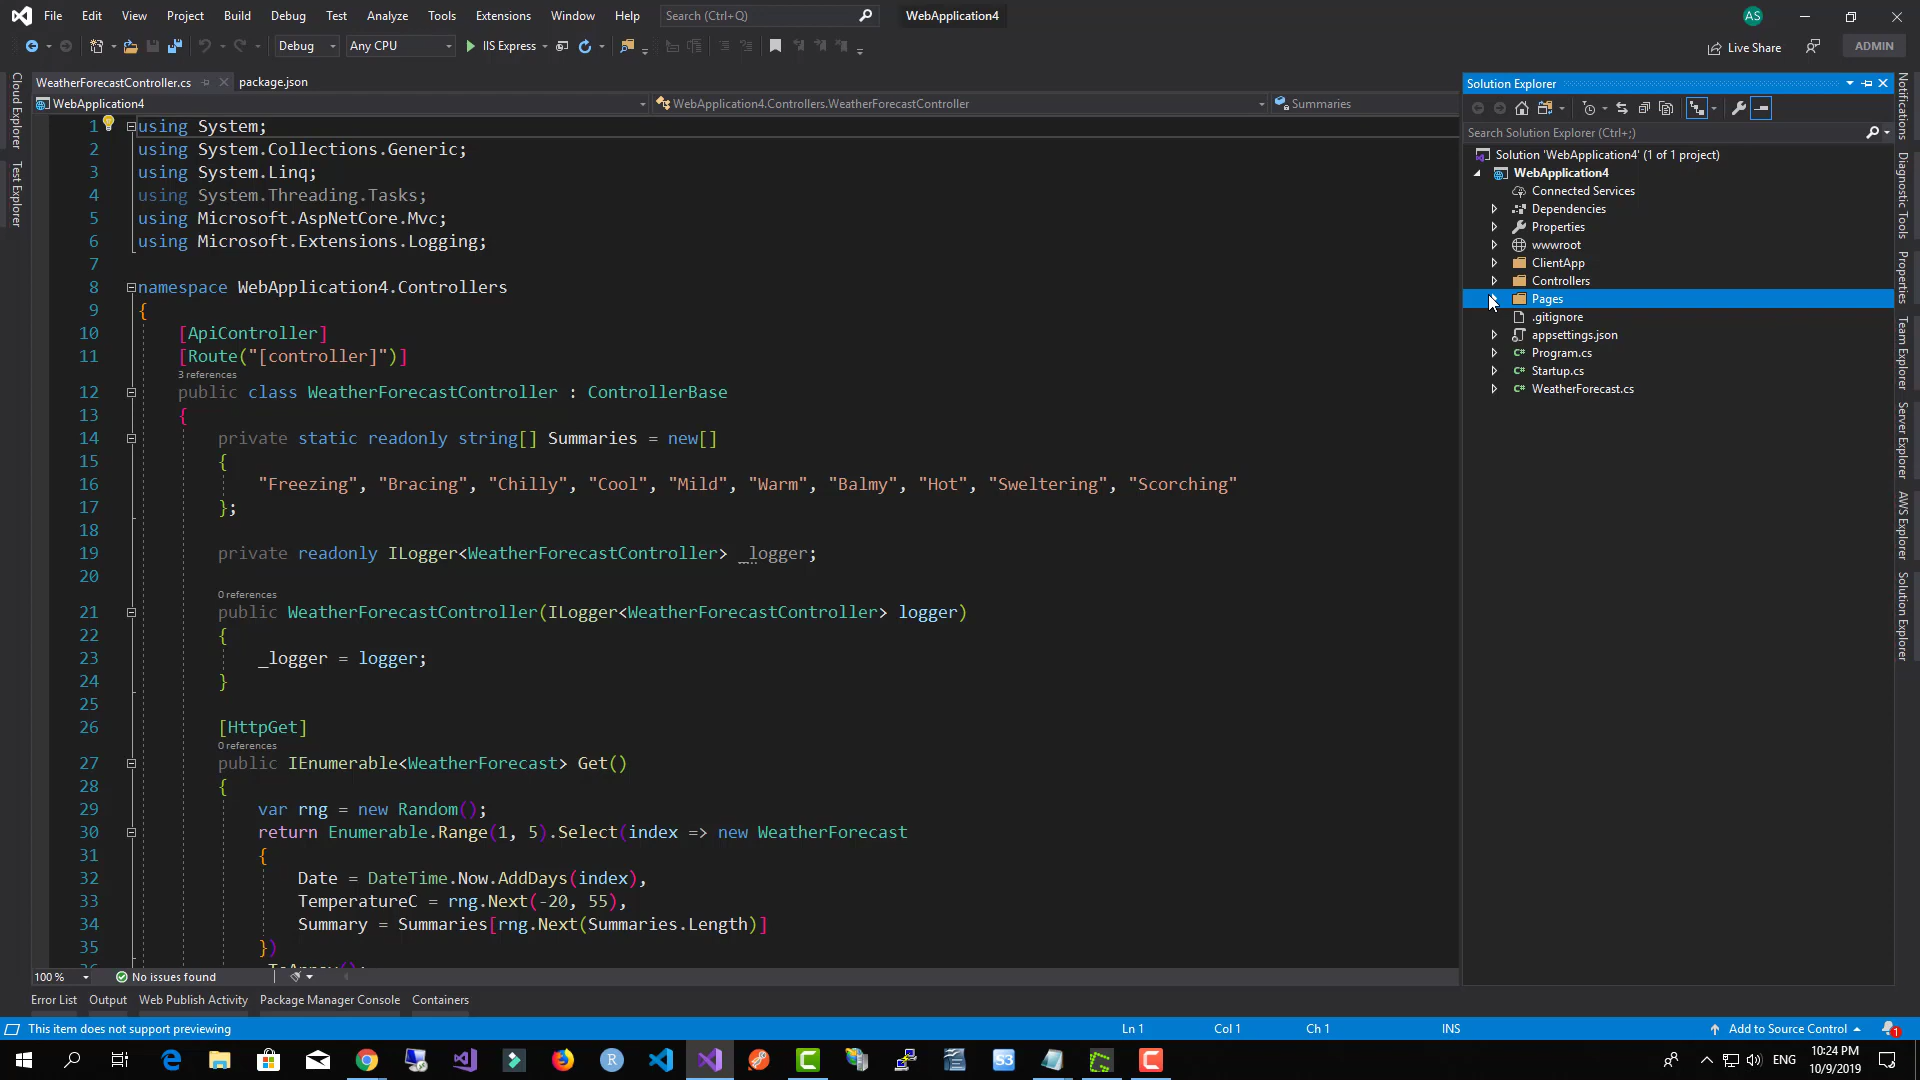 File Edit View Project Build Debug Test Analyze Tools Extensions Window Help Search (Ctrl+Q) WebApplication4 AS
Debug Any CPU IIS Express Live Share ADMIN
WeatherForecastController.cs package.json
WebApplication4 WebApplication4.Controllers.WeatherForecastController Summaries
Cloud Explorer
Test Explorer
1 using System;
2 using System.Collections.Generic;
3 using System.Linq;
4 using System.Threading.Tasks;
5 using Microsoft.AspNetCore.Mvc;
6 using Microsoft.Extensions.Logging;
7
8 namespace WebApplication4.Controllers
9 {
10 [ApiController]
11 [Route("[controller]")]
3 references
12 public class WeatherForecastController : ControllerBase
13 {
14 private static readonly string[] Summaries = new[]
15 {
16 "Freezing", "Bracing", "Chilly", "Cool", "Mild", "Warm", "Balmy", "Hot", "Sweltering", "Scorching"
17 };
18
19 private readonly ILogger<WeatherForecastController> _logger;
20
0 references
21 public WeatherForecastController(ILogger<WeatherForecastController> logger)
22 {
23 _logger = logger;
24 }
25
26 [HttpGet]
0 references
27 public IEnumerable<WeatherForecast> Get()
28 {
29 var rng = new Random();
30 return Enumerable.Range(1, 5).Select(index => new WeatherForecast
31 {
32 Date = DateTime.Now.AddDays(index),
33 TemperatureC = rng.Next(-20, 55),
34 Summary = Summaries[rng.Next(Summaries.Length)]
35 })
36 .ToArray();
100 % No issues found
Solution Explorer
Search Solution Explorer (Ctrl+;)
Solution 'WebApplication4' (1 of 1 project)
WebApplication4
Connected Services
Dependencies
Properties
wwwroot
ClientApp
Controllers
Pages
.gitignore
appsettings.json
C# Program.cs
C# Startup.cs
C# WeatherForecast.cs
Notifications
Diagnostic Tools
Properties
Team Explorer
Server Explorer
AWS Explorer
Solution Explorer
Error List Output Web Publish Activity Package Manager Console Containers
This item does not support previewing Ln 1 Col 1 Ch 1 INS Add to Source Control 1
R S3 ENG 10:24 PM
10/9/2019